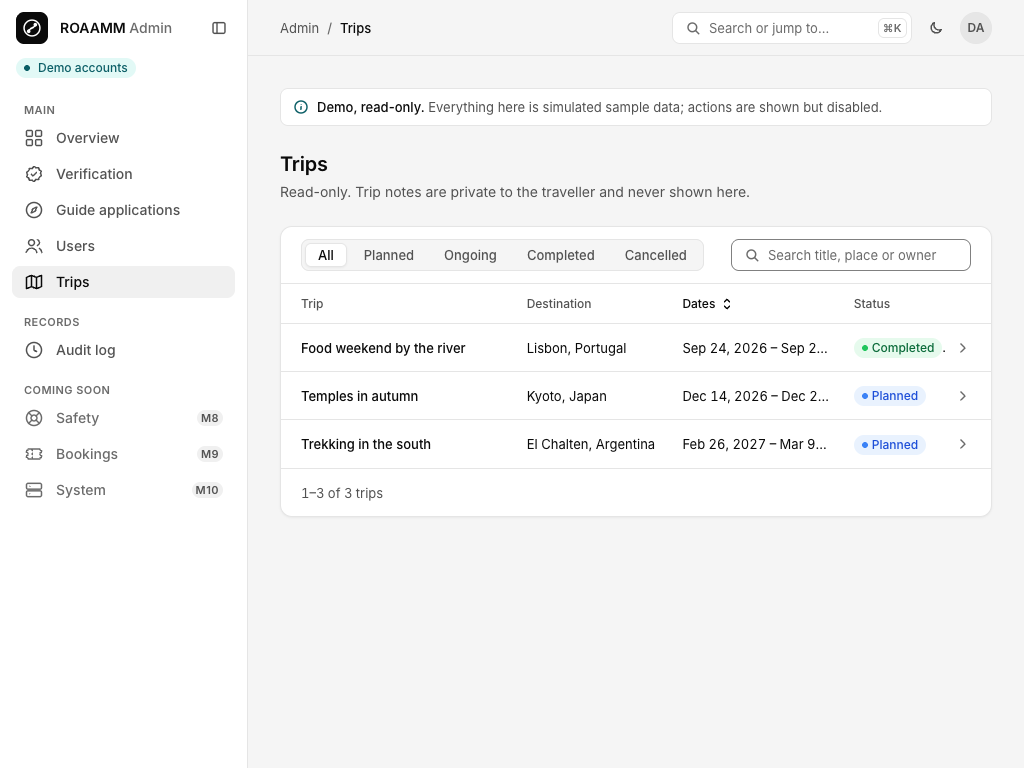 ROAAMM Admin
Admin / Trips
Search or jump to...
⌘K
DA
Demo accounts
MAIN
Overview
Verification
Guide applications
Users
Trips
RECORDS
Audit log
COMING SOON
Safety M8
Bookings M9
System M10
Demo, read-only. Everything here is simulated sample data; actions are shown but disabled.
Trips
Read-only. Trip notes are private to the traveller and never shown here.
All Planned Ongoing Completed Cancelled
Search title, place or owner
Trip Destination Dates Status
Food weekend by the river Lisbon, Portugal Sep 24, 2026 – Sep 2... Completed .
Temples in autumn Kyoto, Japan Dec 14, 2026 – Dec 2... Planned
Trekking in the south El Chalten, Argentina Feb 26, 2027 – Mar 9... Planned
1–3 of 3 trips